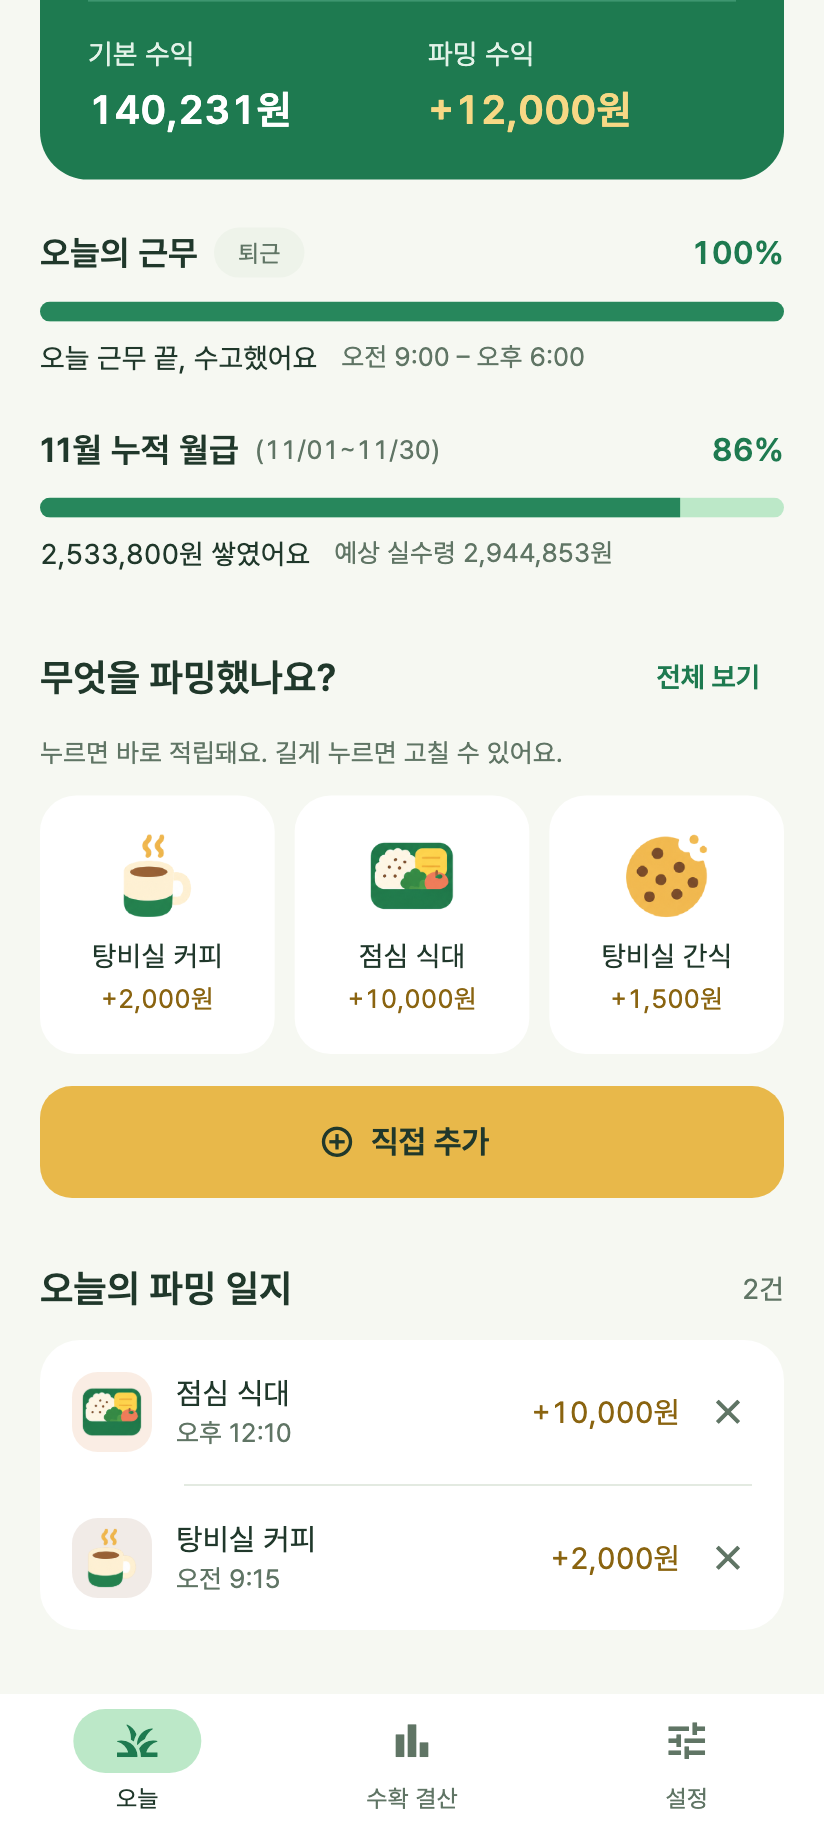 기본 수익 파밍 수익
140,231원 +12,000원
오늘의 근무 퇴근 100%
오늘 근무 끝, 수고했어요 오전 9:00 – 오후 6:00
11월 누적 월급 (11/01~11/30) 86%
2,533,800원 쌓였어요 예상 실수령 2,944,853원
무엇을 파밍했나요? 전체 보기
누르면 바로 적립돼요. 길게 누르면 고칠 수 있어요.
탕비실 커피 점심 식대 탕비실 간식
+2,000원 +10,000원 +1,500원
직접 추가
오늘의 파밍 일지 2건
점심 식대
오후 12:10
+10,000원
탕비실 커피
오전 9:15
+2,000원
오늘 수확 결산 설정